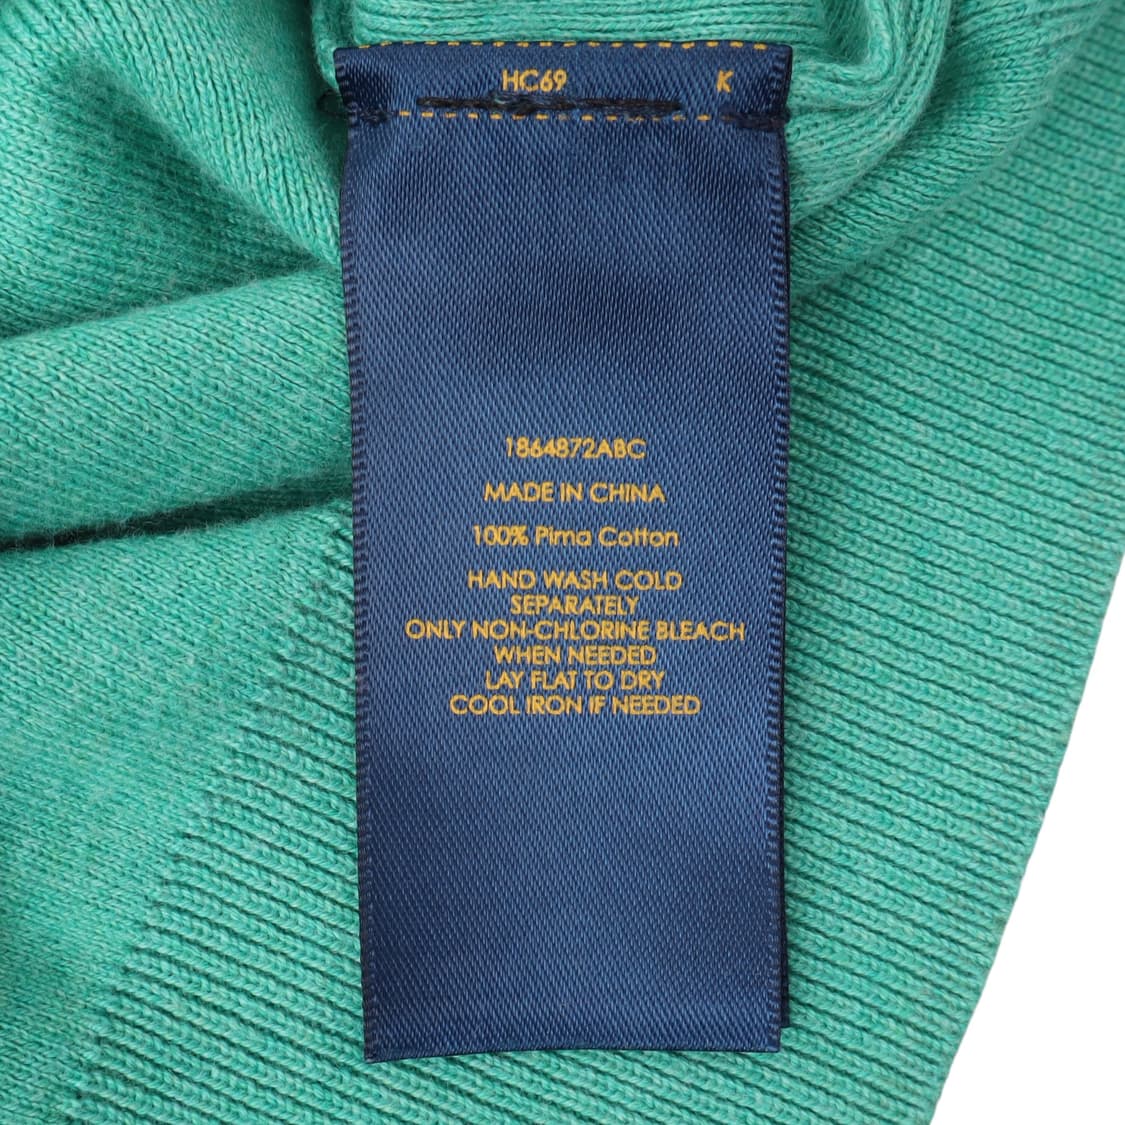 HC69 K
1864872ABC
MADE IN CHINA
100% Pima Cotton
HAND WASH COLD
SEPARATELY
ONLY NON-CHLORINE BLEACH
WHEN NEEDED
LAY FLAT TO DRY
COOL IRON IF NEEDED